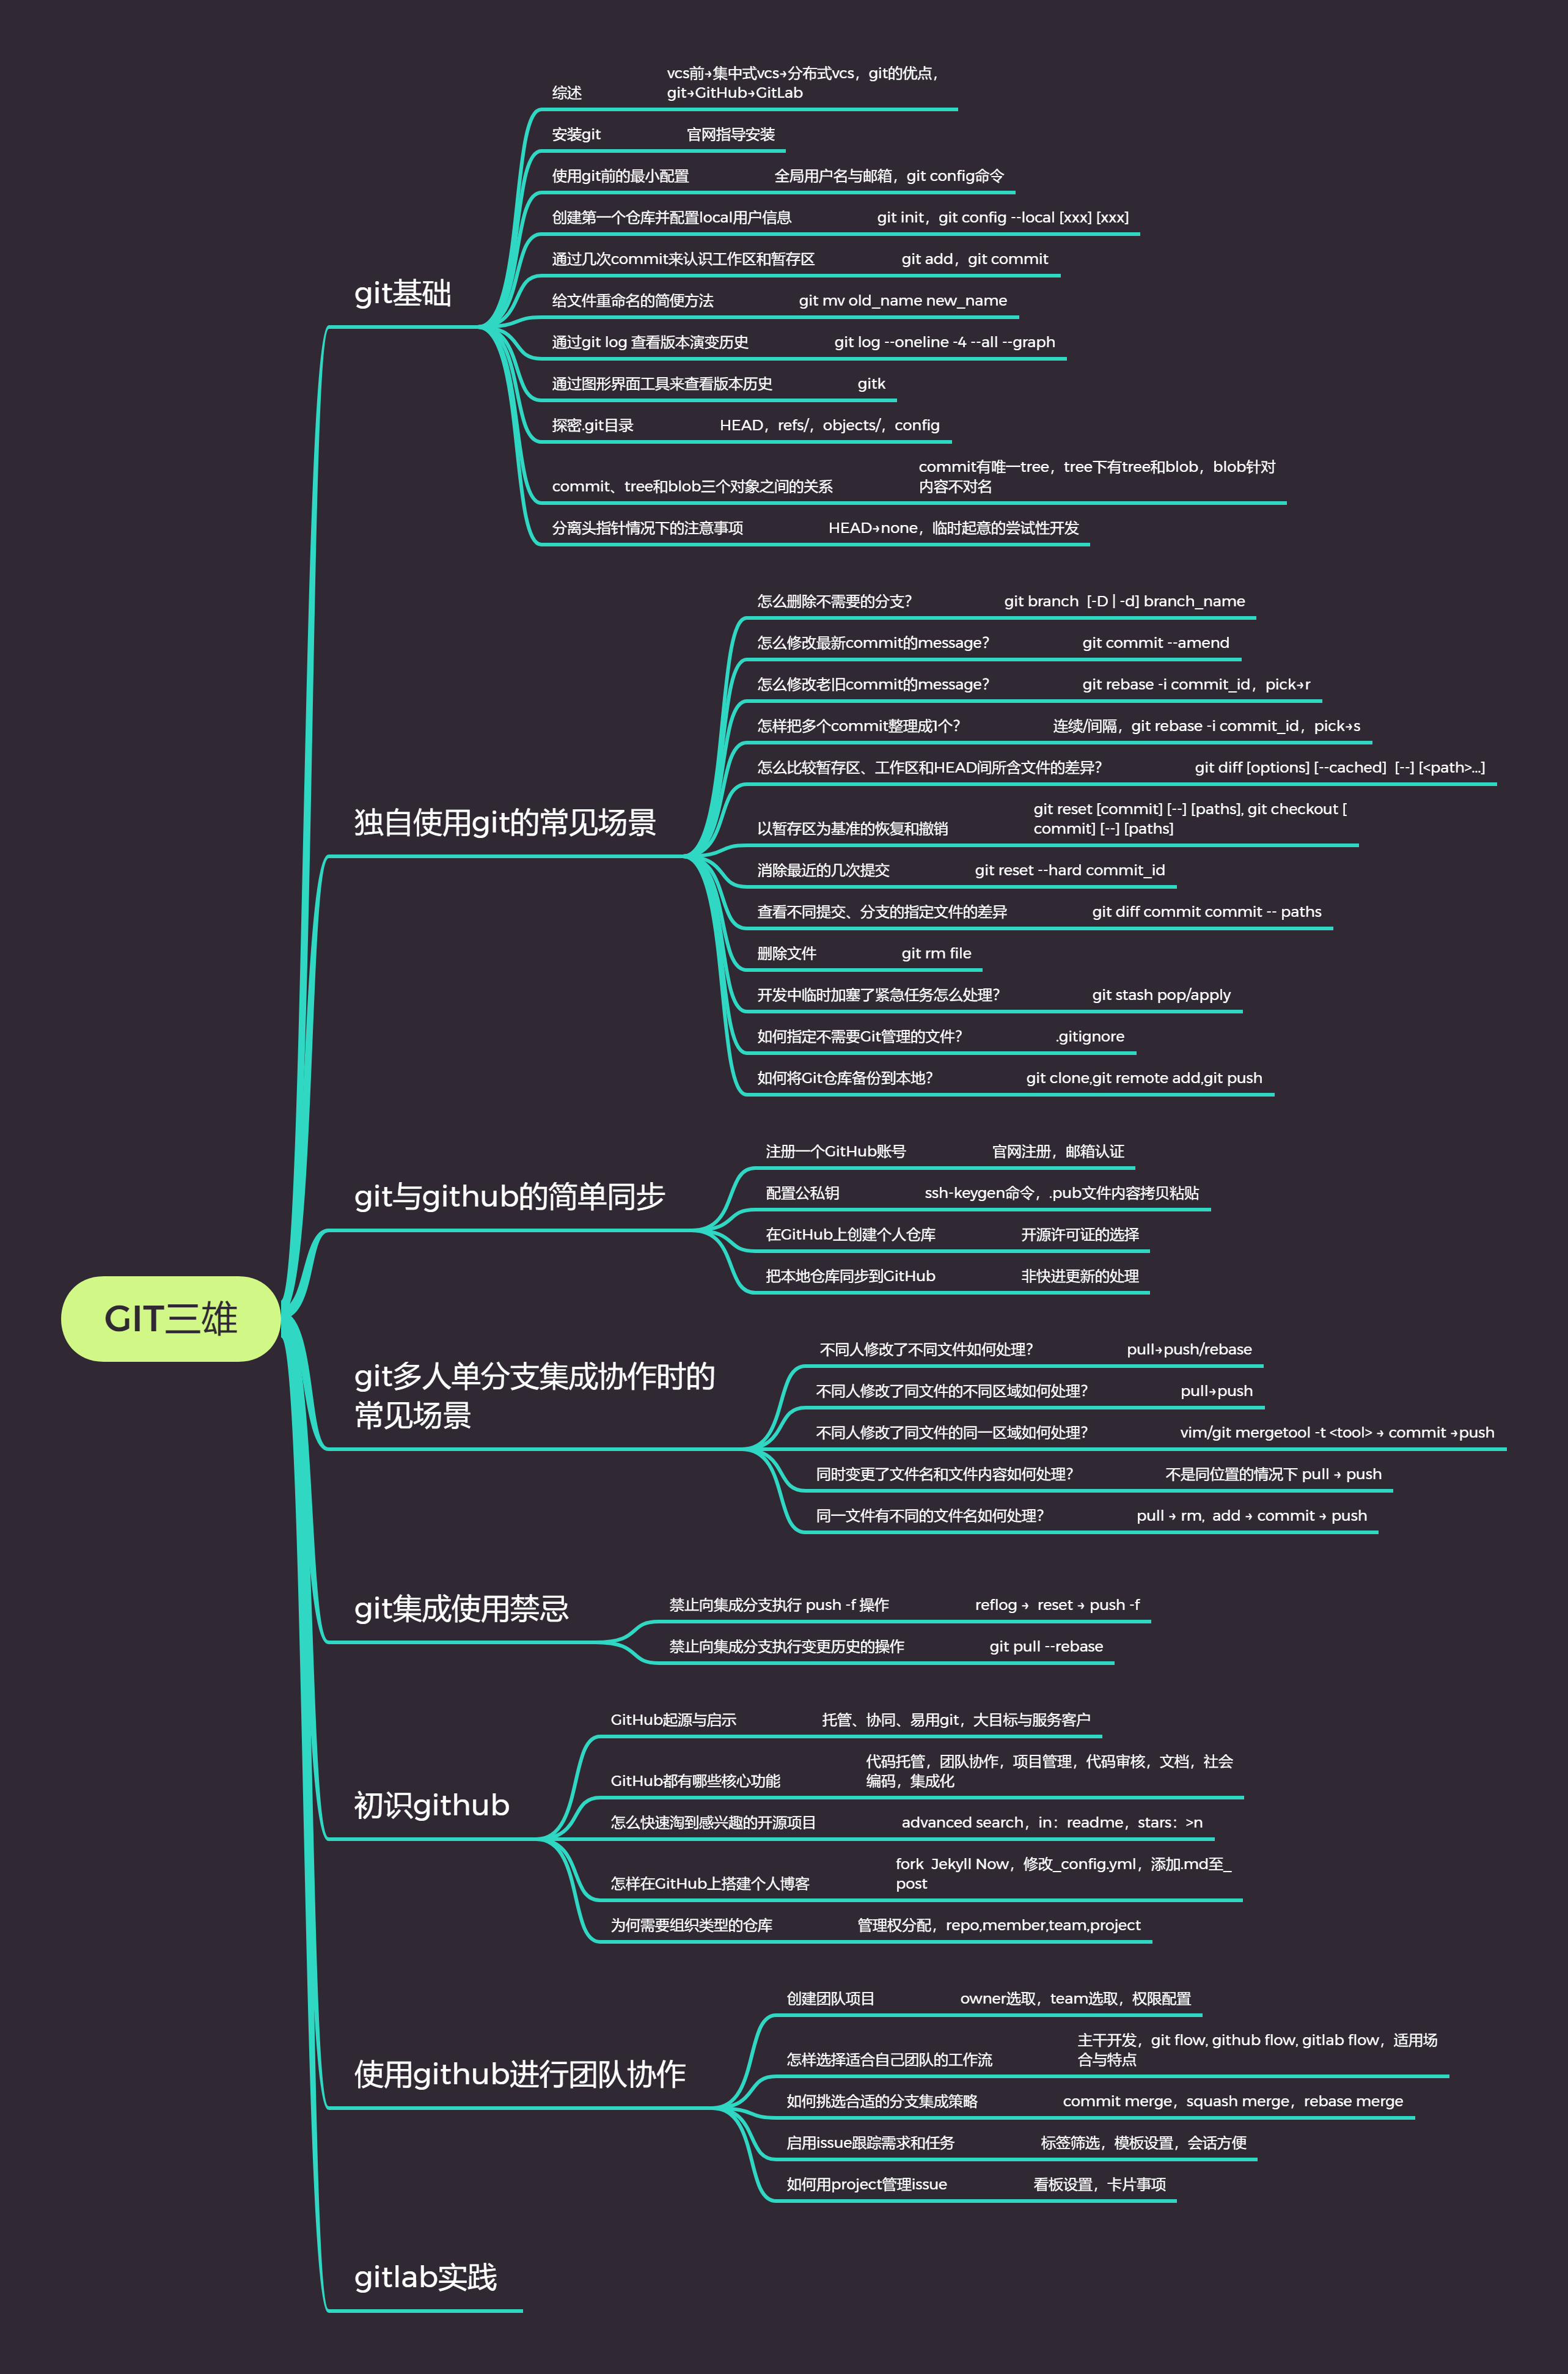 GIT三雄
git基础
综述
vcs前→集中式vcs→分布式vcs，git的优点，
git→GitHub→GitLab
安装git
官网指导安装
使用git前的最小配置
全局用户名与邮箱，git config命令
创建第一个仓库并配置local用户信息
git init，git config --local [xxx] [xxx]
通过几次commit来认识工作区和暂存区
git add，git commit
给文件重命名的简便方法
git mv old_name new_name
通过git log 查看版本演变历史
git log --oneline -4 --all --graph
通过图形界面工具来查看版本历史
gitk
探密.git目录
HEAD，refs/，objects/，config
commit、tree和blob三个对象之间的关系
commit有唯一tree，tree下有tree和blob，blob针对
内容不对名
分离头指针情况下的注意事项
HEAD→none，临时起意的尝试性开发
独自使用git的常见场景
怎么删除不需要的分支？
git branch  [-D | -d] branch_name
怎么修改最新commit的message？
git commit --amend
怎么修改老旧commit的message？
git rebase -i commit_id，pick→r
怎样把多个commit整理成1个？
连续/间隔，git rebase -i commit_id，pick→s
怎么比较暂存区、工作区和HEAD间所含文件的差异？
git diff [options] [--cached]  [--] [<path>...]
以暂存区为基准的恢复和撤销
git reset [commit] [--] [paths], git checkout [
commit] [--] [paths]
消除最近的几次提交
git reset --hard commit_id
查看不同提交、分支的指定文件的差异
git diff commit commit -- paths
删除文件
git rm file
开发中临时加塞了紧急任务怎么处理？
git stash pop/apply
如何指定不需要Git管理的文件？
.gitignore
如何将Git仓库备份到本地？
git clone,git remote add,git push
git与github的简单同步
注册一个GitHub账号
官网注册，邮箱认证
配置公私钥
ssh-keygen命令，.pub文件内容拷贝粘贴
在GitHub上创建个人仓库
开源许可证的选择
把本地仓库同步到GitHub
非快进更新的处理
git多人单分支集成协作时的
常见场景
不同人修改了不同文件如何处理？
pull→push/rebase
不同人修改了同文件的不同区域如何处理？
pull→push
不同人修改了同文件的同一区域如何处理？
vim/git mergetool -t <tool> → commit →push
同时变更了文件名和文件内容如何处理？
不是同位置的情况下 pull → push
同一文件有不同的文件名如何处理？
pull → rm,  add → commit → push
git集成使用禁忌
禁止向集成分支执行 push -f 操作
reflog →  reset → push -f
禁止向集成分支执行变更历史的操作
git pull --rebase
初识github
GitHub起源与启示
托管、协同、易用git，大目标与服务客户
GitHub都有哪些核心功能
代码托管，团队协作，项目管理，代码审核，文档，社会
编码，集成化
怎么快速淘到感兴趣的开源项目
advanced search，in：readme，stars：>n
怎样在GitHub上搭建个人博客
fork  Jekyll Now，修改_config.yml，添加.md至_
post
为何需要组织类型的仓库
管理权分配，repo,member,team,project
使用github进行团队协作
创建团队项目
owner选取，team选取，权限配置
怎样选择适合自己团队的工作流
主干开发，git flow, github flow, gitlab flow，适用场
合与特点
如何挑选合适的分支集成策略
commit merge，squash merge，rebase merge
启用issue跟踪需求和任务
标签筛选，模板设置，会话方便
如何用project管理issue
看板设置，卡片事项
gitlab实践